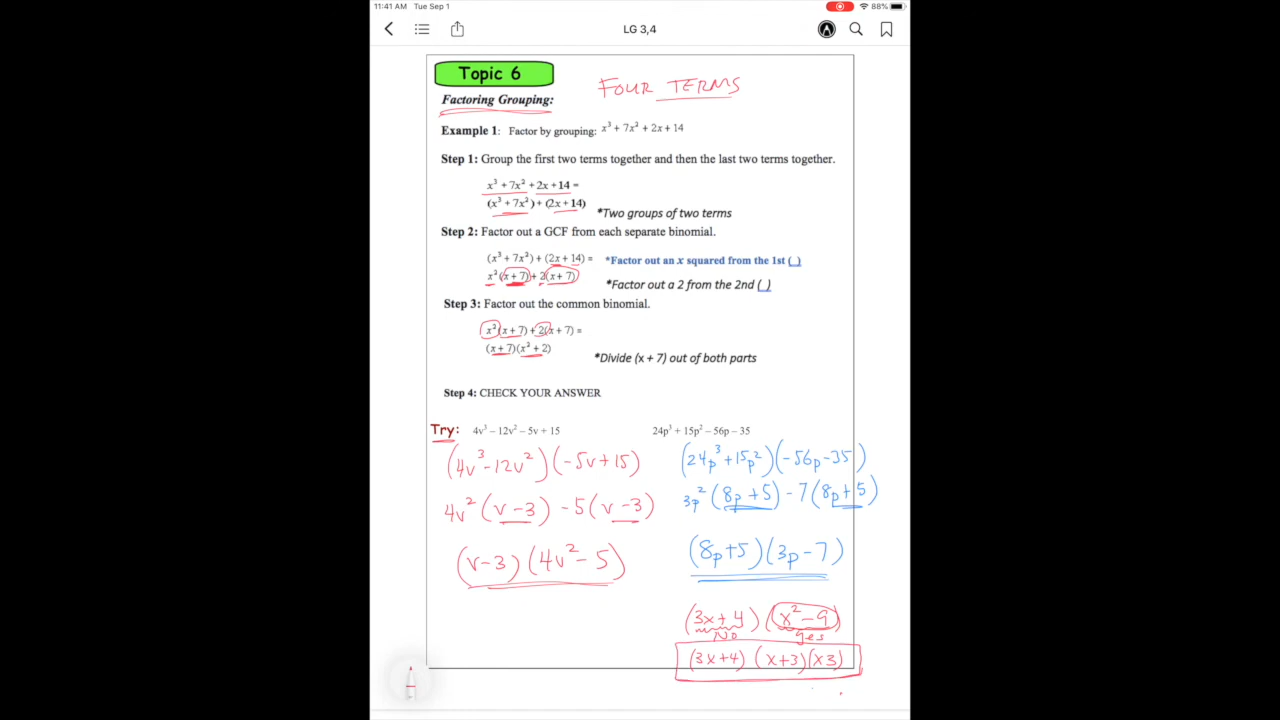 11:41 AM Tue Sep 1 88%
LG 3,4
Topic 6
FOUR TERMS
Factoring Grouping:
Example 1: Factor by grouping: x³ + 7x² + 2x + 14
Step 1: Group the first two terms together and then the last two terms together.
x³ + 7x² + 2x + 14 =
(x³ + 7x²) + (2x + 14)
*Two groups of two terms
Step 2: Factor out a GCF from each separate binomial.
(x³ + 7x²) + (2x + 14) = *Factor out an x squared from the 1st ( )
x²(x + 7) + 2(x + 7)
*Factor out a 2 from the 2nd ( )
Step 3: Factor out the common binomial.
x²(x + 7) + 2(x + 7) =
(x + 7)(x² + 2)
*Divide (x + 7) out of both parts
Step 4: CHECK YOUR ANSWER
Try: 4v³ – 12v² – 5v + 15 24p³ + 15p² – 56p – 35
(4v³ - 12v²)(-5v + 15) (24p³ + 15p²)(-56p - 35)
4v²(v - 3) - 5(v - 3) 3p²(8p + 5) - 7(8p + 5)
(v - 3)(4v² - 5) (8p + 5)(3p - 7)
(3x + 4)(x² - 9)
NO yes
(3x + 4)(x + 3)(x 3)